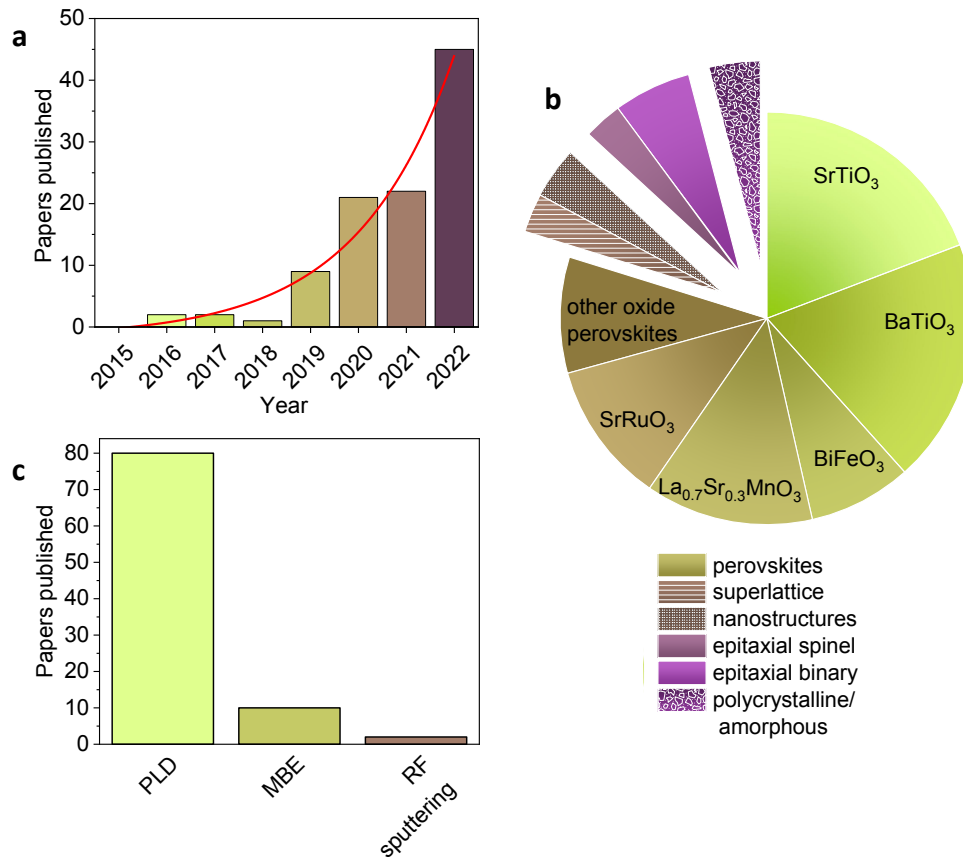 a
50
40
30
20
10
0
Papers published
2015
2016
2017
2018
2019
2020
2021
2022
Year
b
SrTiO₃
BaTiO₃
BiFeO₃
La₀.₇Sr₀.₃MnO₃
SrRuO₃
other oxide
perovskites
perovskites
superlattice
nanostructures
epitaxial spinel
epitaxial binary
polycrystalline/
amorphous
c
80
70
60
50
40
30
20
10
0
Papers published
PLD
MBE
RF
sputtering